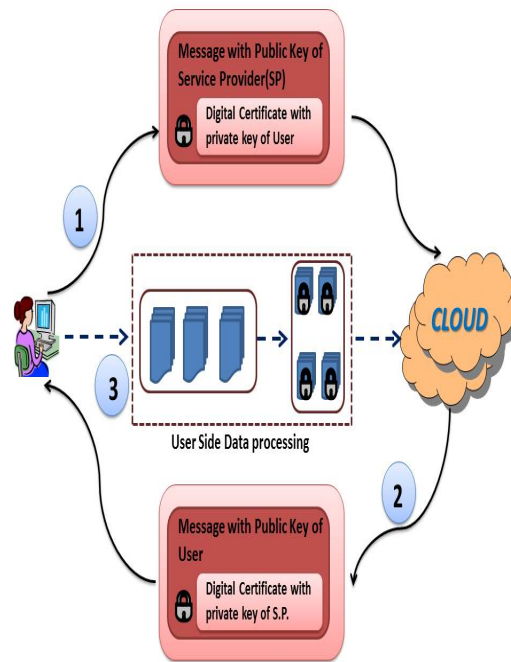 Message with Public Key of
Service Provider(SP)
Digital Certificate with
private key of User
1
CLOUD
3
User Side Data processing
2
Message with Public Key of
User
Digital Certificate with
private key of S.P.